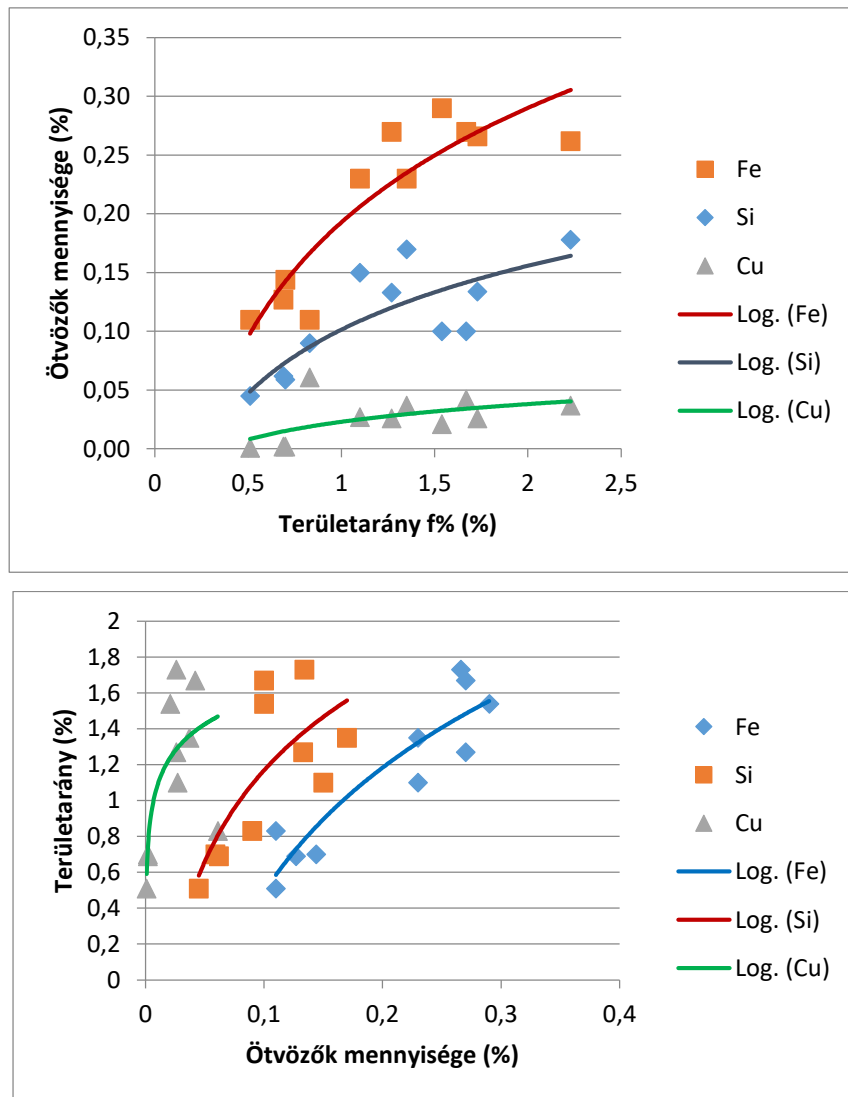 0,35
0,30
0,25
0,20
0,15
0,10
0,05
0,00
0
0,5
1
1,5
2
2,5
Ötvözők mennyisége (%)
Területarány f% (%)
Fe
Si
Cu
Log. (Fe)
Log. (Si)
Log. (Cu)
2
1,8
1,6
1,4
1,2
1
0,8
0,6
0,4
0,2
0
0
0,1
0,2
0,3
0,4
Területarány (%)
Ötvözők mennyisége (%)
Fe
Si
Cu
Log. (Fe)
Log. (Si)
Log. (Cu)